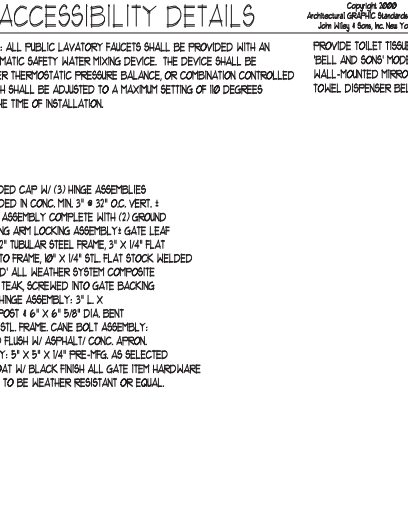 ACCESSIBILITY DETAILS
Copyright 2000
Architectural GRAPHIC Standards
John Wiley & Sons, Inc. New Yo
: ALL PUBLIC LAVATORY FAUCETS SHALL BE PROVIDED WITH AN
MATIC SAFETY WATER MIXING DEVICE. THE DEVICE SHALL BE
ER THERMOSTATIC PRESSURE BALANCE, OR COMBINATION CONTROLLED
H SHALL BE ADJUSTED TO A MAXIMUM SETTING OF 110 DEGREES
HE TIME OF INSTALLATION.
PROVIDE TOILET TISSUE
'BELL AND SONS' MODE
WALL-MOUNTED MIRRO
TOWEL DISPENSER BEL
DED CAP W/ (3) HINGE ASSEMBLIES
DED IN CONC. MIN. 3" @ 32" O.C. VERT. ±
ASSEMBLY COMPLETE WITH (2) GROUND
NG ARM LOCKING ASSEMBLY± GATE LEAF
2" TUBULAR STEEL FRAME, 3" X 1/4" FLAT
TO FRAME, 10" X 1/4" STL. FLAT STOCK WELDED
D' ALL WEATHER SYSTEM COMPOSITE
TEAK, SCREWED INTO GATE BACKING
HINGE ASSEMBLY: 3" L. X
POST & 6" X 6" 5/8" DIA. BENT
STL. FRAME. CANE BOLT ASSEMBLY:
D FLUSH W/ ASPHALT/ CONC. APRON.
Y: 5" X 5" X 1/4" PRE-MFG. AS SELECTED
OAT W/ BLACK FINISH ALL GATE ITEM HARDWARE
TO BE WEATHER RESISTANT OR EQUAL.